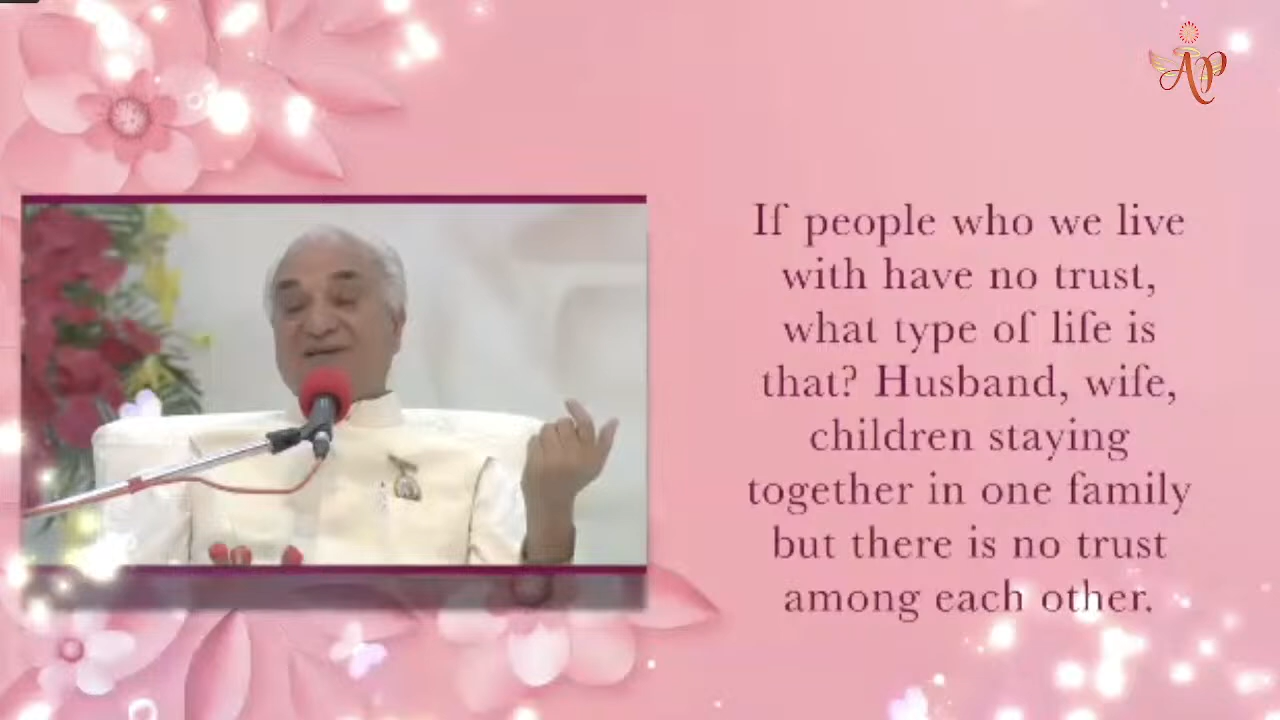 AP
If people who we live
with have no trust,
what type of life is
that? Husband, wife,
children staying
together in one family
but there is no trust
among each other.